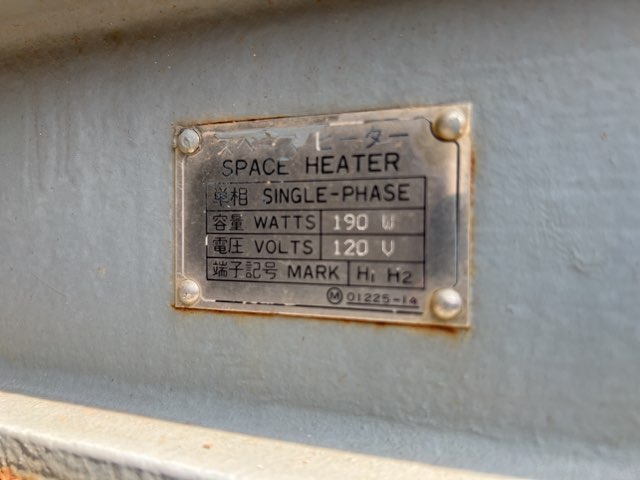 スペースヒーター
SPACE HEATER
単相 SINGLE-PHASE
容量 WATTS 190 W
電圧 VOLTS 120 V
端子記号 MARK H1 H2
Ⓜ 01225-14